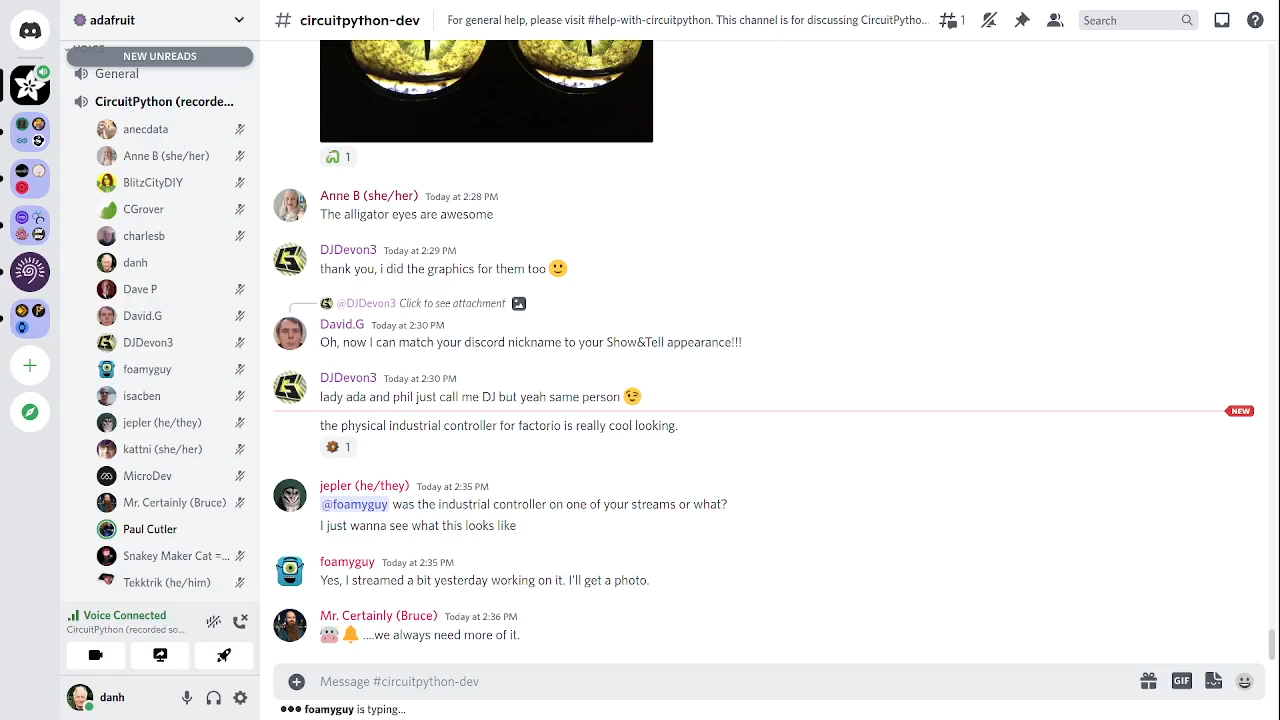 adafruit
VOICE
NEW UNREADS
General
CircuitPython (recorde...
anecdata
Anne B (she/her)
BlitzCityDIY
CGrover
charlesb
danh
Dave P
David.G
DJDevon3
foamyguy
isacben
jepler (he/they)
kattni (she/her)
MicroDev
Mr. Certainly (Bruce)
Paul Cutler
Snakey Maker Cat =...
Tekktrik (he/him)
Voice Connected
CircuitPython (recorded so...
danh
# circuitpython-dev
For general help, please visit #help-with-circuitpython. This channel is for discussing CircuitPytho...
1
Search
1
Anne B (she/her) Today at 2:28 PM
The alligator eyes are awesome
DJDevon3 Today at 2:29 PM
thank you, i did the graphics for them too 🙂
@DJDevon3 Click to see attachment
David.G Today at 2:30 PM
Oh, now I can match your discord nickname to your Show&Tell appearance!!!
DJDevon3 Today at 2:30 PM
lady ada and phil just call me DJ but yeah same person 😉
NEW
the physical industrial controller for factorio is really cool looking.
1
jepler (he/they) Today at 2:35 PM
@foamyguy was the industrial controller on one of your streams or what?
I just wanna see what this looks like
foamyguy Today at 2:35 PM
Yes, I streamed a bit yesterday working on it. I'll get a photo.
Mr. Certainly (Bruce) Today at 2:36 PM
🐮 🔔 ....we always need more of it.
Message #circuitpython-dev
GIF
foamyguy is typing...